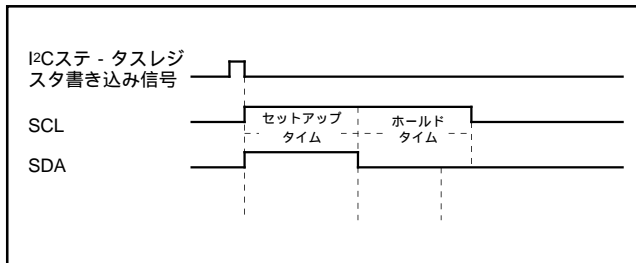 I²Cステ - タスレジ
スタ書き込み信号
SCL
セットアップ
タイム
ホールド
タイム
SDA